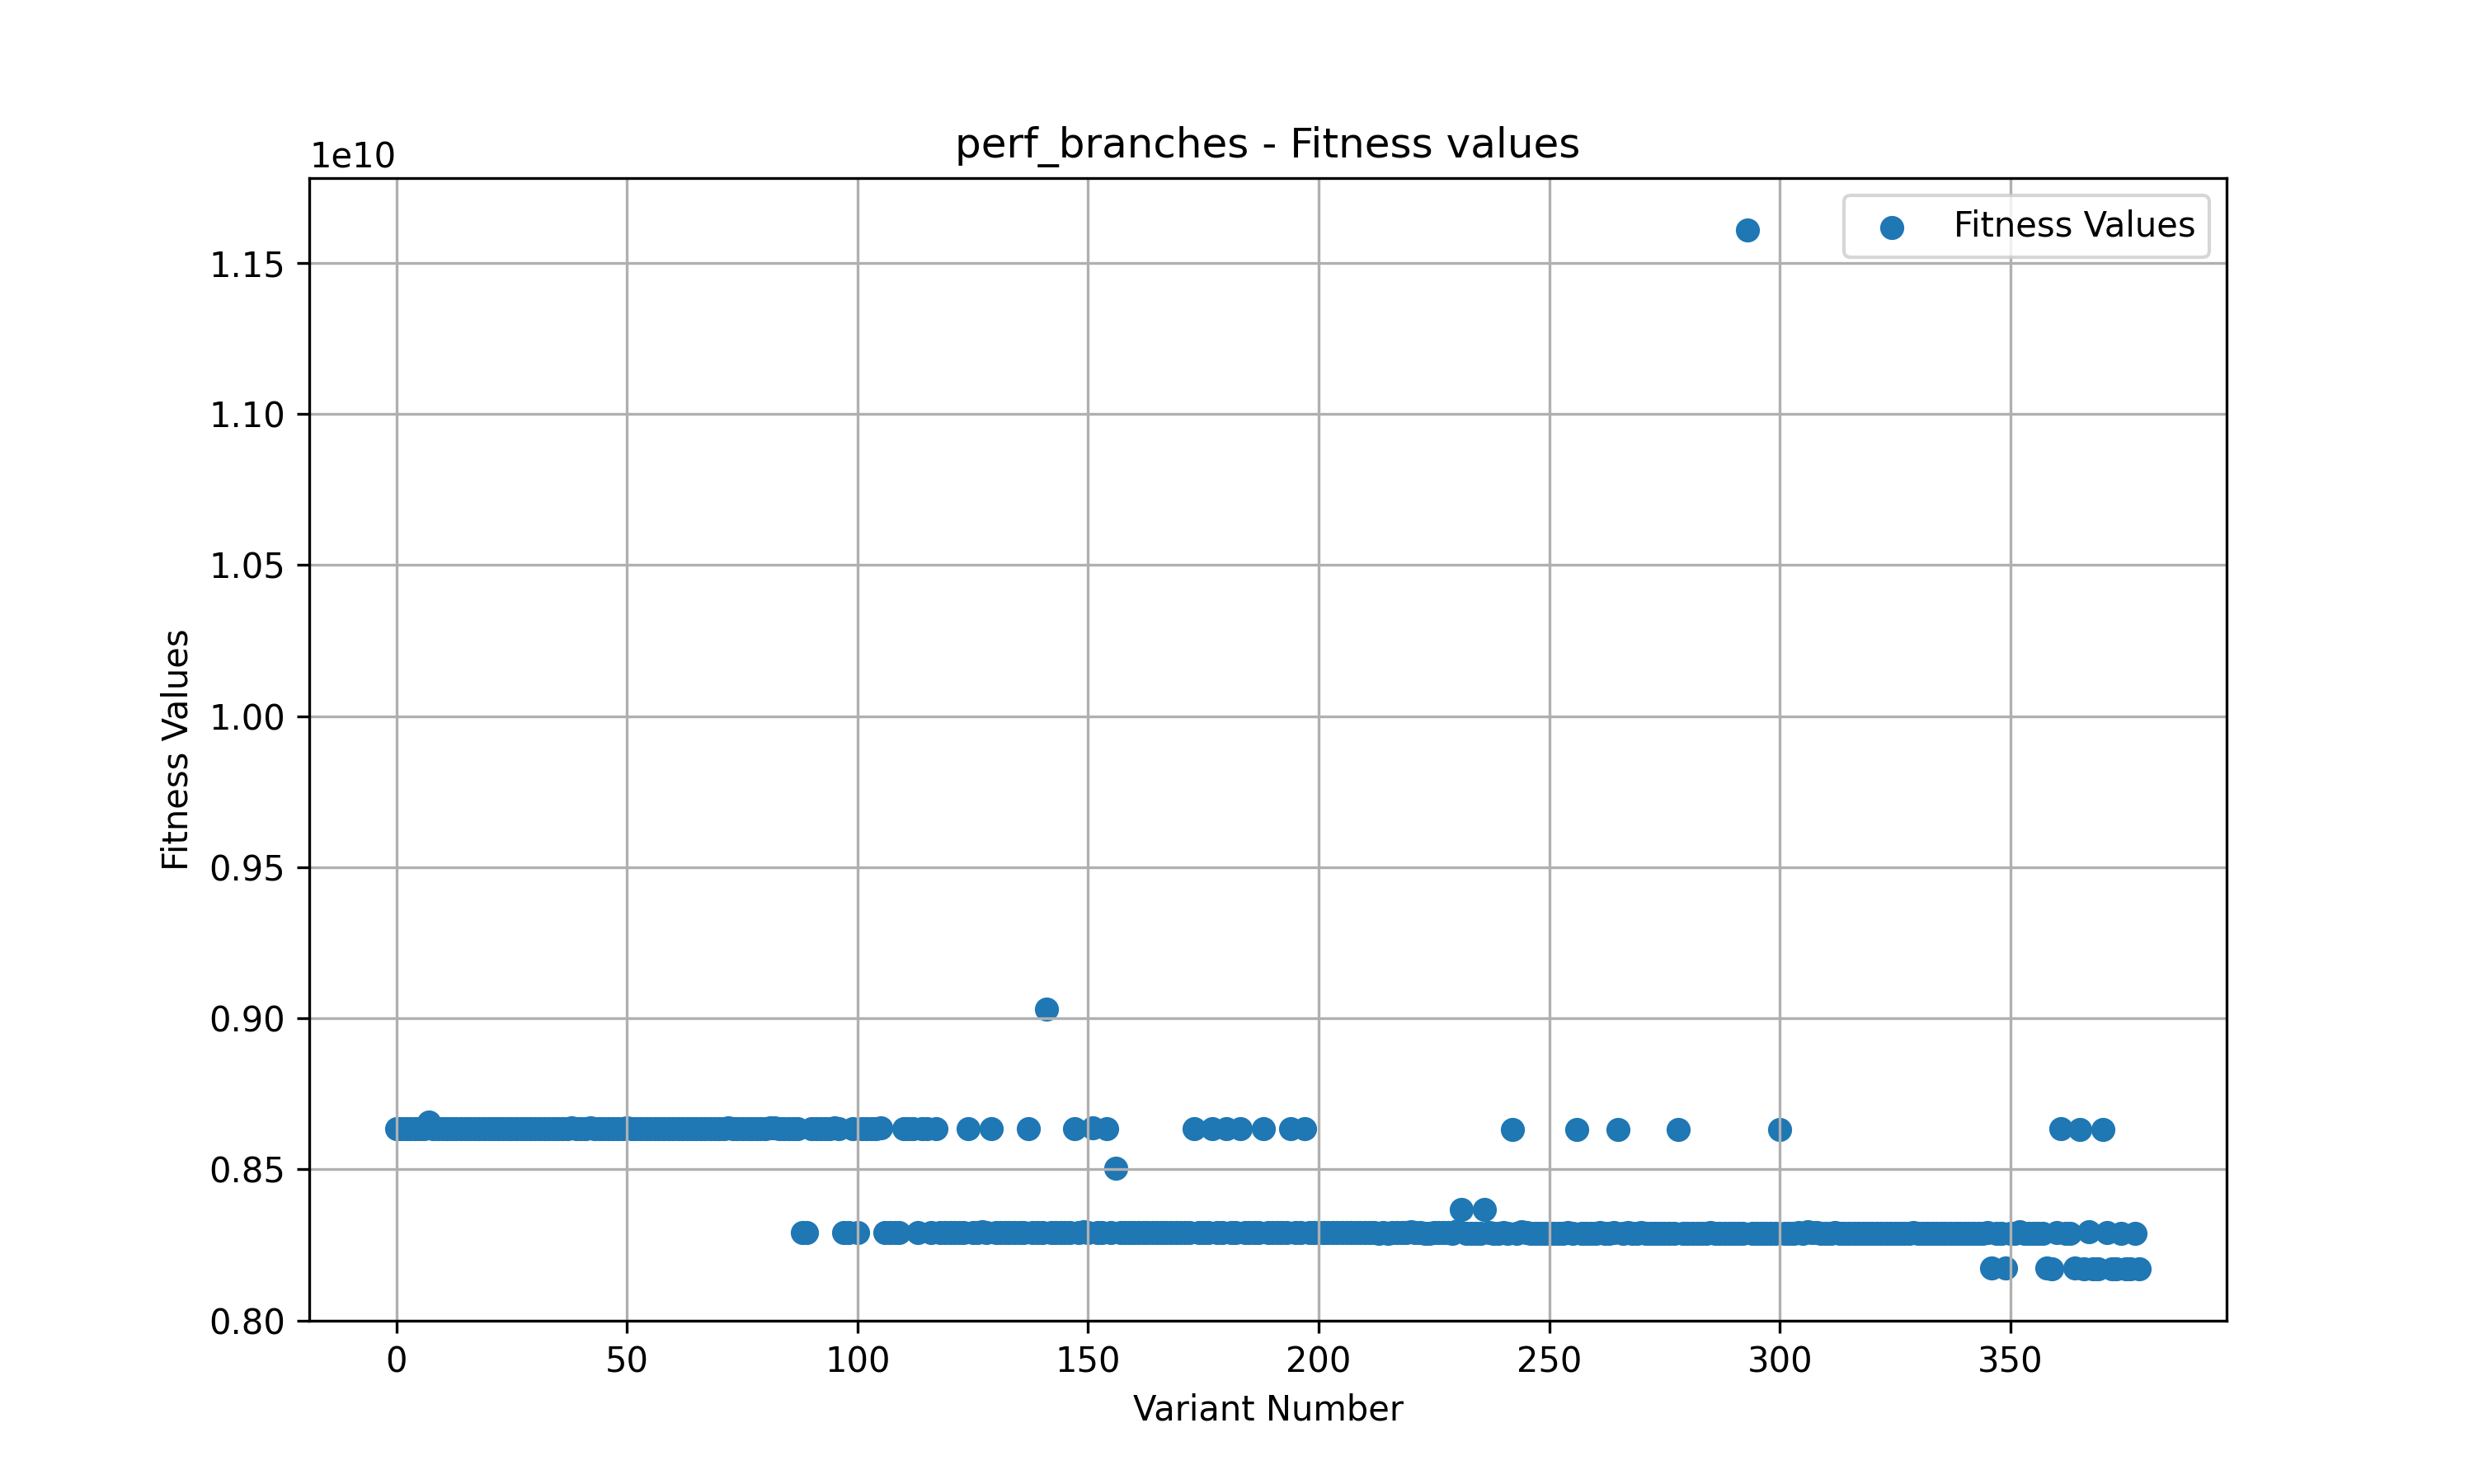 perf_branches - Fitness values
1e10
Fitness Values
1.15
1.10
1.05
1.00
0.95
0.90
0.85
0.80
Fitness Values
0 50 100 150 200 250 300 350
Variant Number